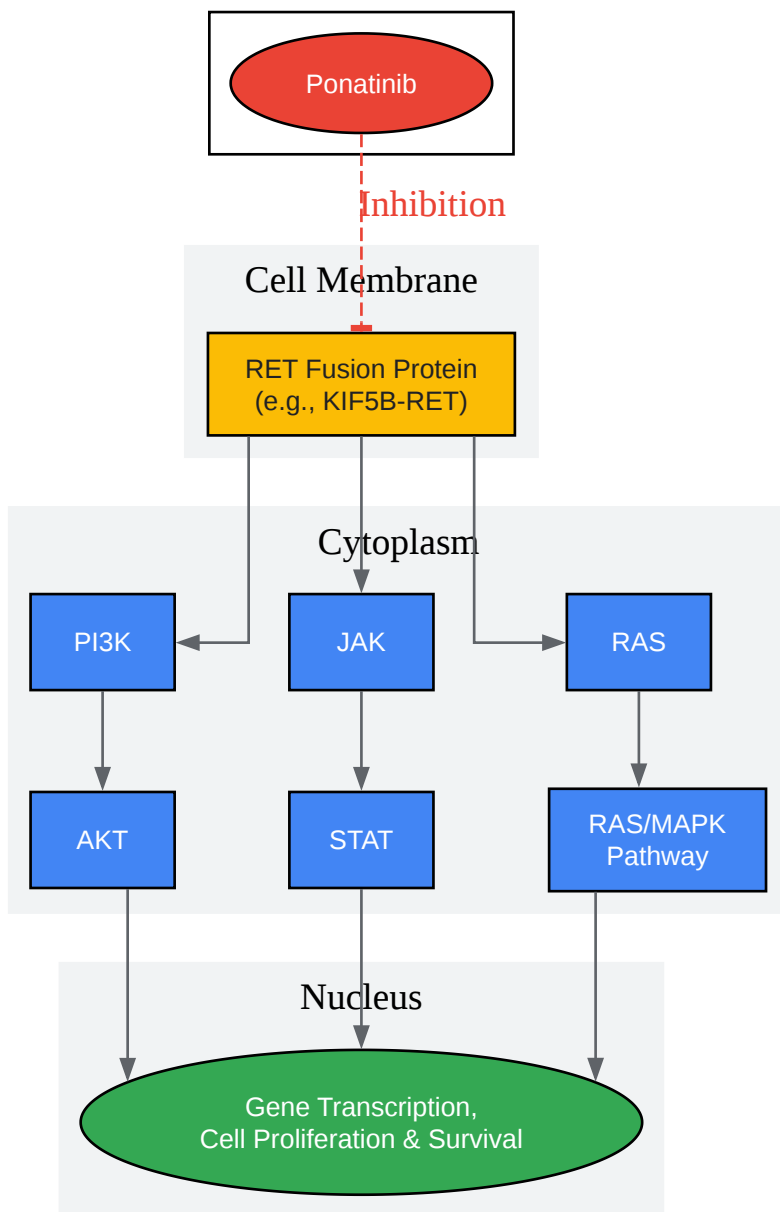 Ponatinib
Inhibition
Cell Membrane
RET Fusion Protein
(e.g., KIF5B-RET)
Cytoplasm
PI3K
JAK
RAS
AKT
STAT
RAS/MAPK
Pathway
Nucleus
Gene Transcription,
Cell Proliferation & Survival